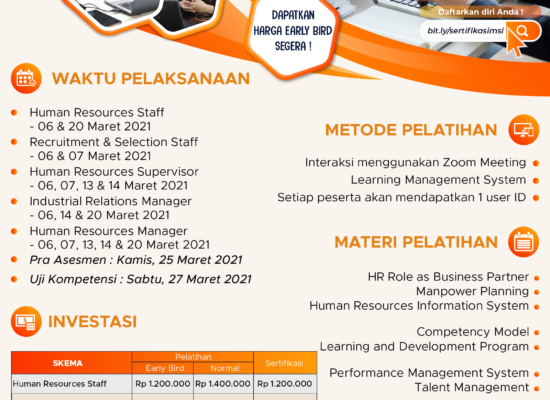 DAPATKAN
HARGA EARLY BIRD
SEGERA !
Daftarkan diri Anda !
bit.ly/sertifikasimsi
WAKTU PELAKSANAAN
Human Resources Staff
- 06 & 20 Maret 2021
Recruitment & Selection Staff
- 06 & 07 Maret 2021
Human Resources Supervisor
- 06, 07, 13 & 14 Maret 2021
Industrial Relations Manager
- 06, 14 & 20 Maret 2021
Human Resources Manager
- 06, 07, 13, 14 & 20 Maret 2021
Pra Asesmen : Kamis, 25 Maret 2021
Uji Kompetensi : Sabtu, 27 Maret 2021
METODE PELATIHAN
Interaksi menggunakan Zoom Meeting
Learning Management System
Setiap peserta akan mendapatkan 1 user ID
MATERI PELATIHAN
HR Role as Business Partner
Manpower Planning
Human Resources Information System
Competency Model
Learning and Development Program
Performance Management System
Talent Management
INVESTASI
SKEMA
Pelatihan
Sertifikasi
Early Bird
Normal
Human Resources Staff
Rp 1.200.000
Rp 1.400.000
Rp 1.200.000